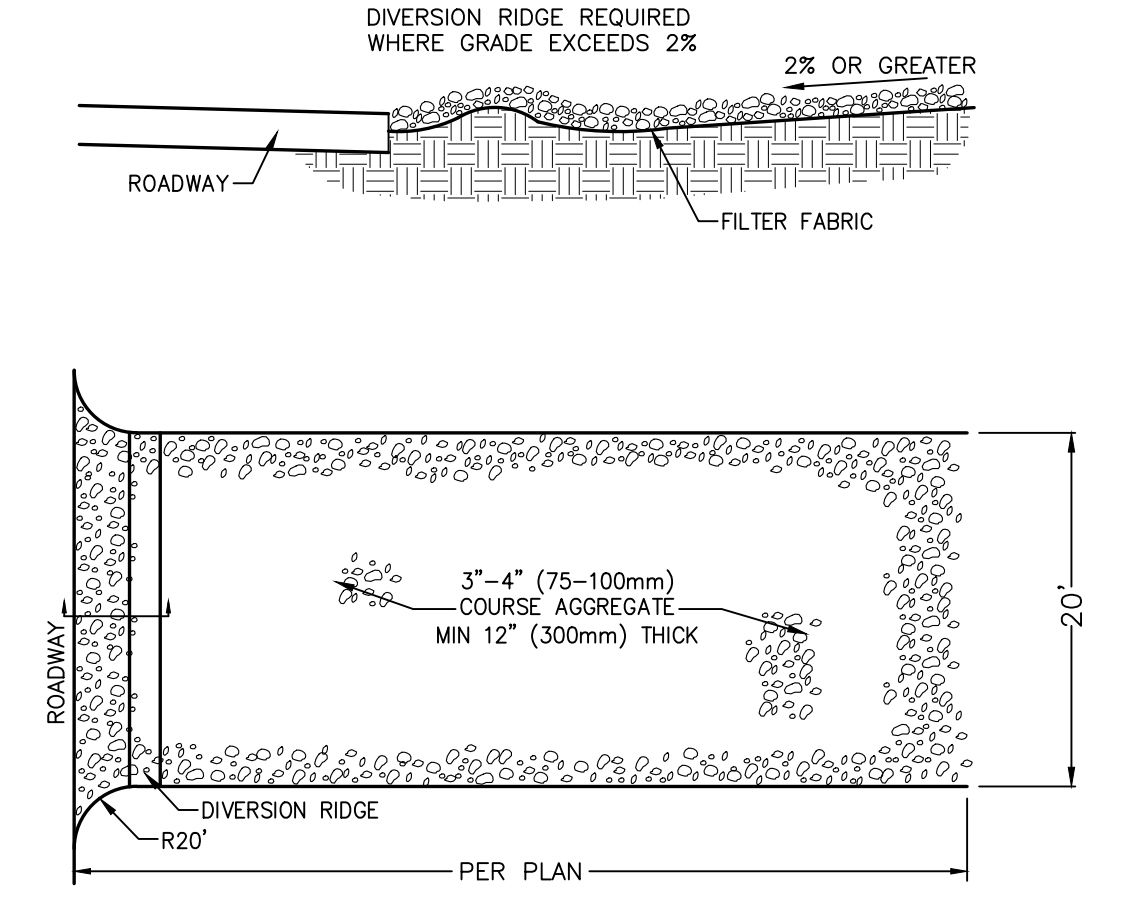 DIVERSION RIDGE REQUIRED
WHERE GRADE EXCEEDS 2%
2% OR GREATER
ROADWAY
FILTER FABRIC
3"-4" (75-100mm)
COURSE AGGREGATE
MIN 12" (300mm) THICK
20'
ROADWAY
DIVERSION RIDGE
R20'
PER PLAN